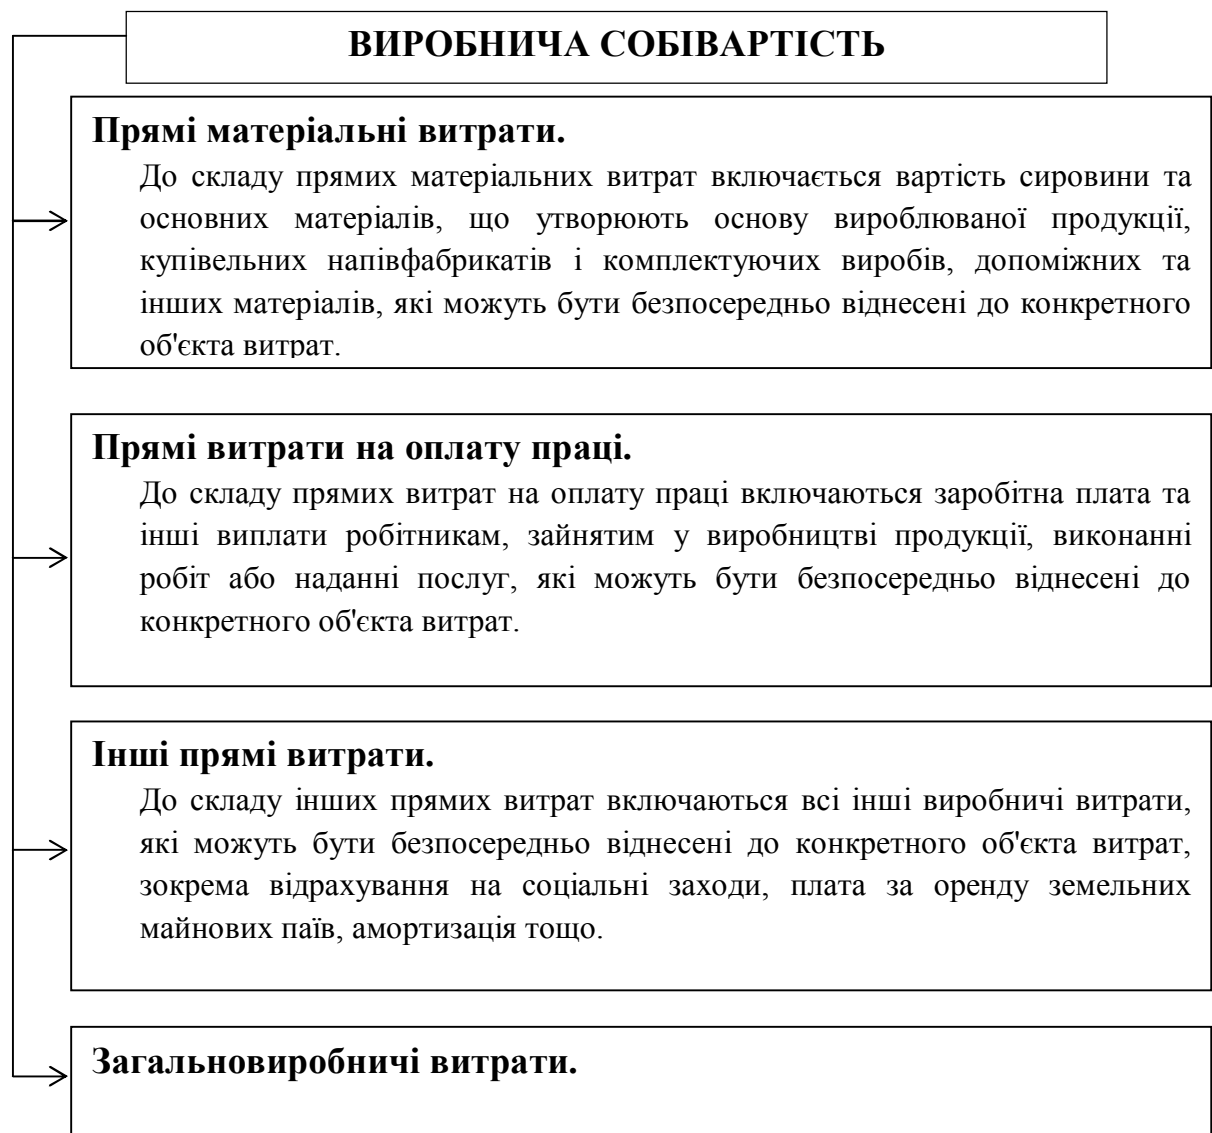 ВИРОБНИЧА СОБІВАРТІСТЬ
Прямі матеріальні витрати.
До складу прямих матеріальних витрат включається вартість сировини та
основних матеріалів, що утворюють основу вироблюваної продукції,
купівельних напівфабрикатів і комплектуючих виробів, допоміжних та
інших матеріалів, які можуть бути безпосередньо віднесені до конкретного
об'єкта витрат.
Прямі витрати на оплату праці.
До складу прямих витрат на оплату праці включаються заробітна плата та
інші виплати робітникам, зайнятим у виробництві продукції, виконанні
робіт або наданні послуг, які можуть бути безпосередньо віднесені до
конкретного об'єкта витрат.
Інші прямі витрати.
До складу інших прямих витрат включаються всі інші виробничі витрати,
які можуть бути безпосередньо віднесені до конкретного об'єкта витрат,
зокрема відрахування на соціальні заходи, плата за оренду земельних
майнових паїв, амортизація тощо.
Загальновиробничі витрати.